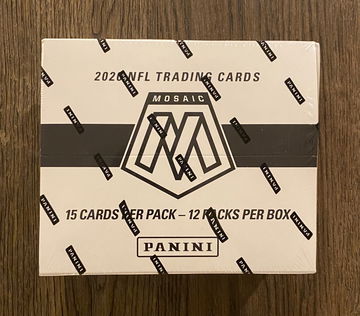 2020 NFL TRADING CARDS
MOSAIC
M
15 CARDS PER PACK – 12 PACKS PER BOX
PANINI